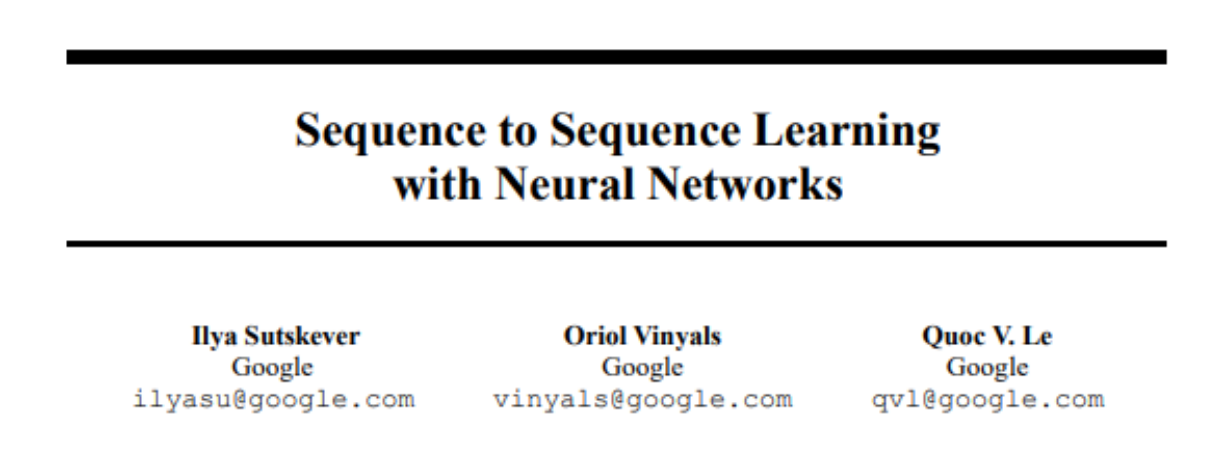 Sequence to Sequence Learning
with Neural Networks
Ilya Sutskever
Google
ilyasu@google.com
Oriol Vinyals
Google
vinyals@google.com
Quoc V. Le
Google
qvl@google.com